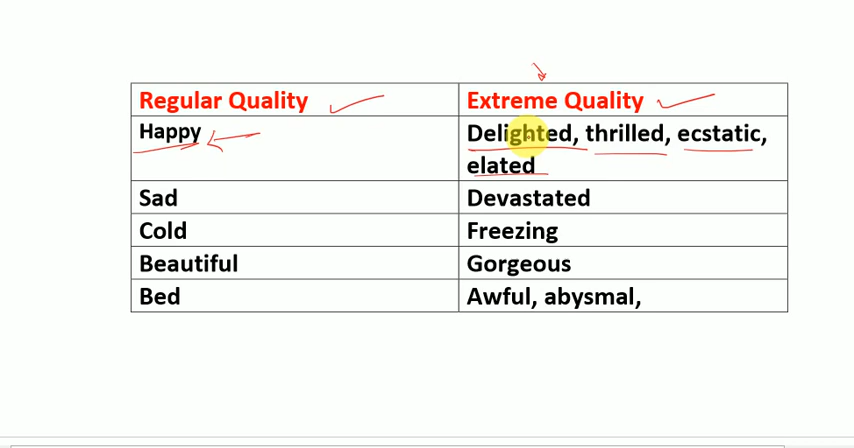 Regular Quality
Extreme Quality
Happy
Delighted, thrilled, ecstatic,
elated
Sad
Devastated
Cold
Freezing
Beautiful
Gorgeous
Bed
Awful, abysmal,